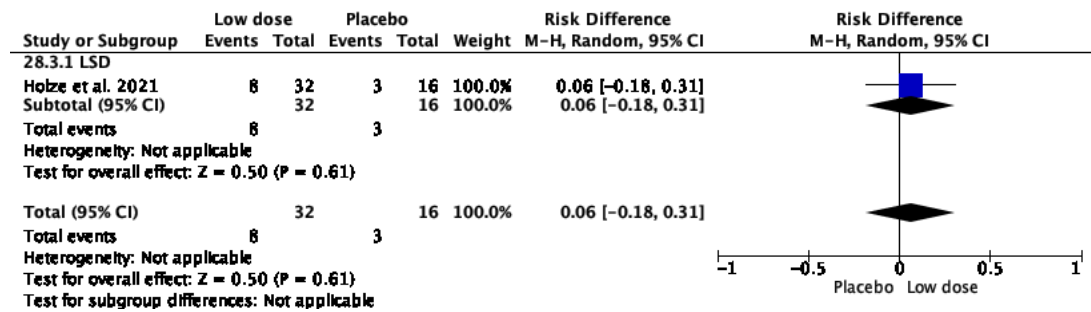 Low dose Placebo Risk Difference Risk Difference
Study or Subgroup Events Total Events Total Weight M-H, Random, 95% CI M-H, Random, 95% CI
28.3.1 LSD
Holze et al. 2021 8 32 3 16 100.0% 0.06 [-0.18, 0.31]
Subtotal (95% CI) 32 16 100.0% 0.06 [-0.18, 0.31]
Total events 8 3
Heterogeneity: Not applicable
Test for overall effect: Z = 0.50 (P = 0.61)
Total (95% CI) 32 16 100.0% 0.06 [-0.18, 0.31]
Total events 8 3
Heterogeneity: Not applicable
Test for overall effect: Z = 0.50 (P = 0.61)
Test for subgroup differences: Not applicable
-1 -0.5 0 0.5 1
Placebo Low dose